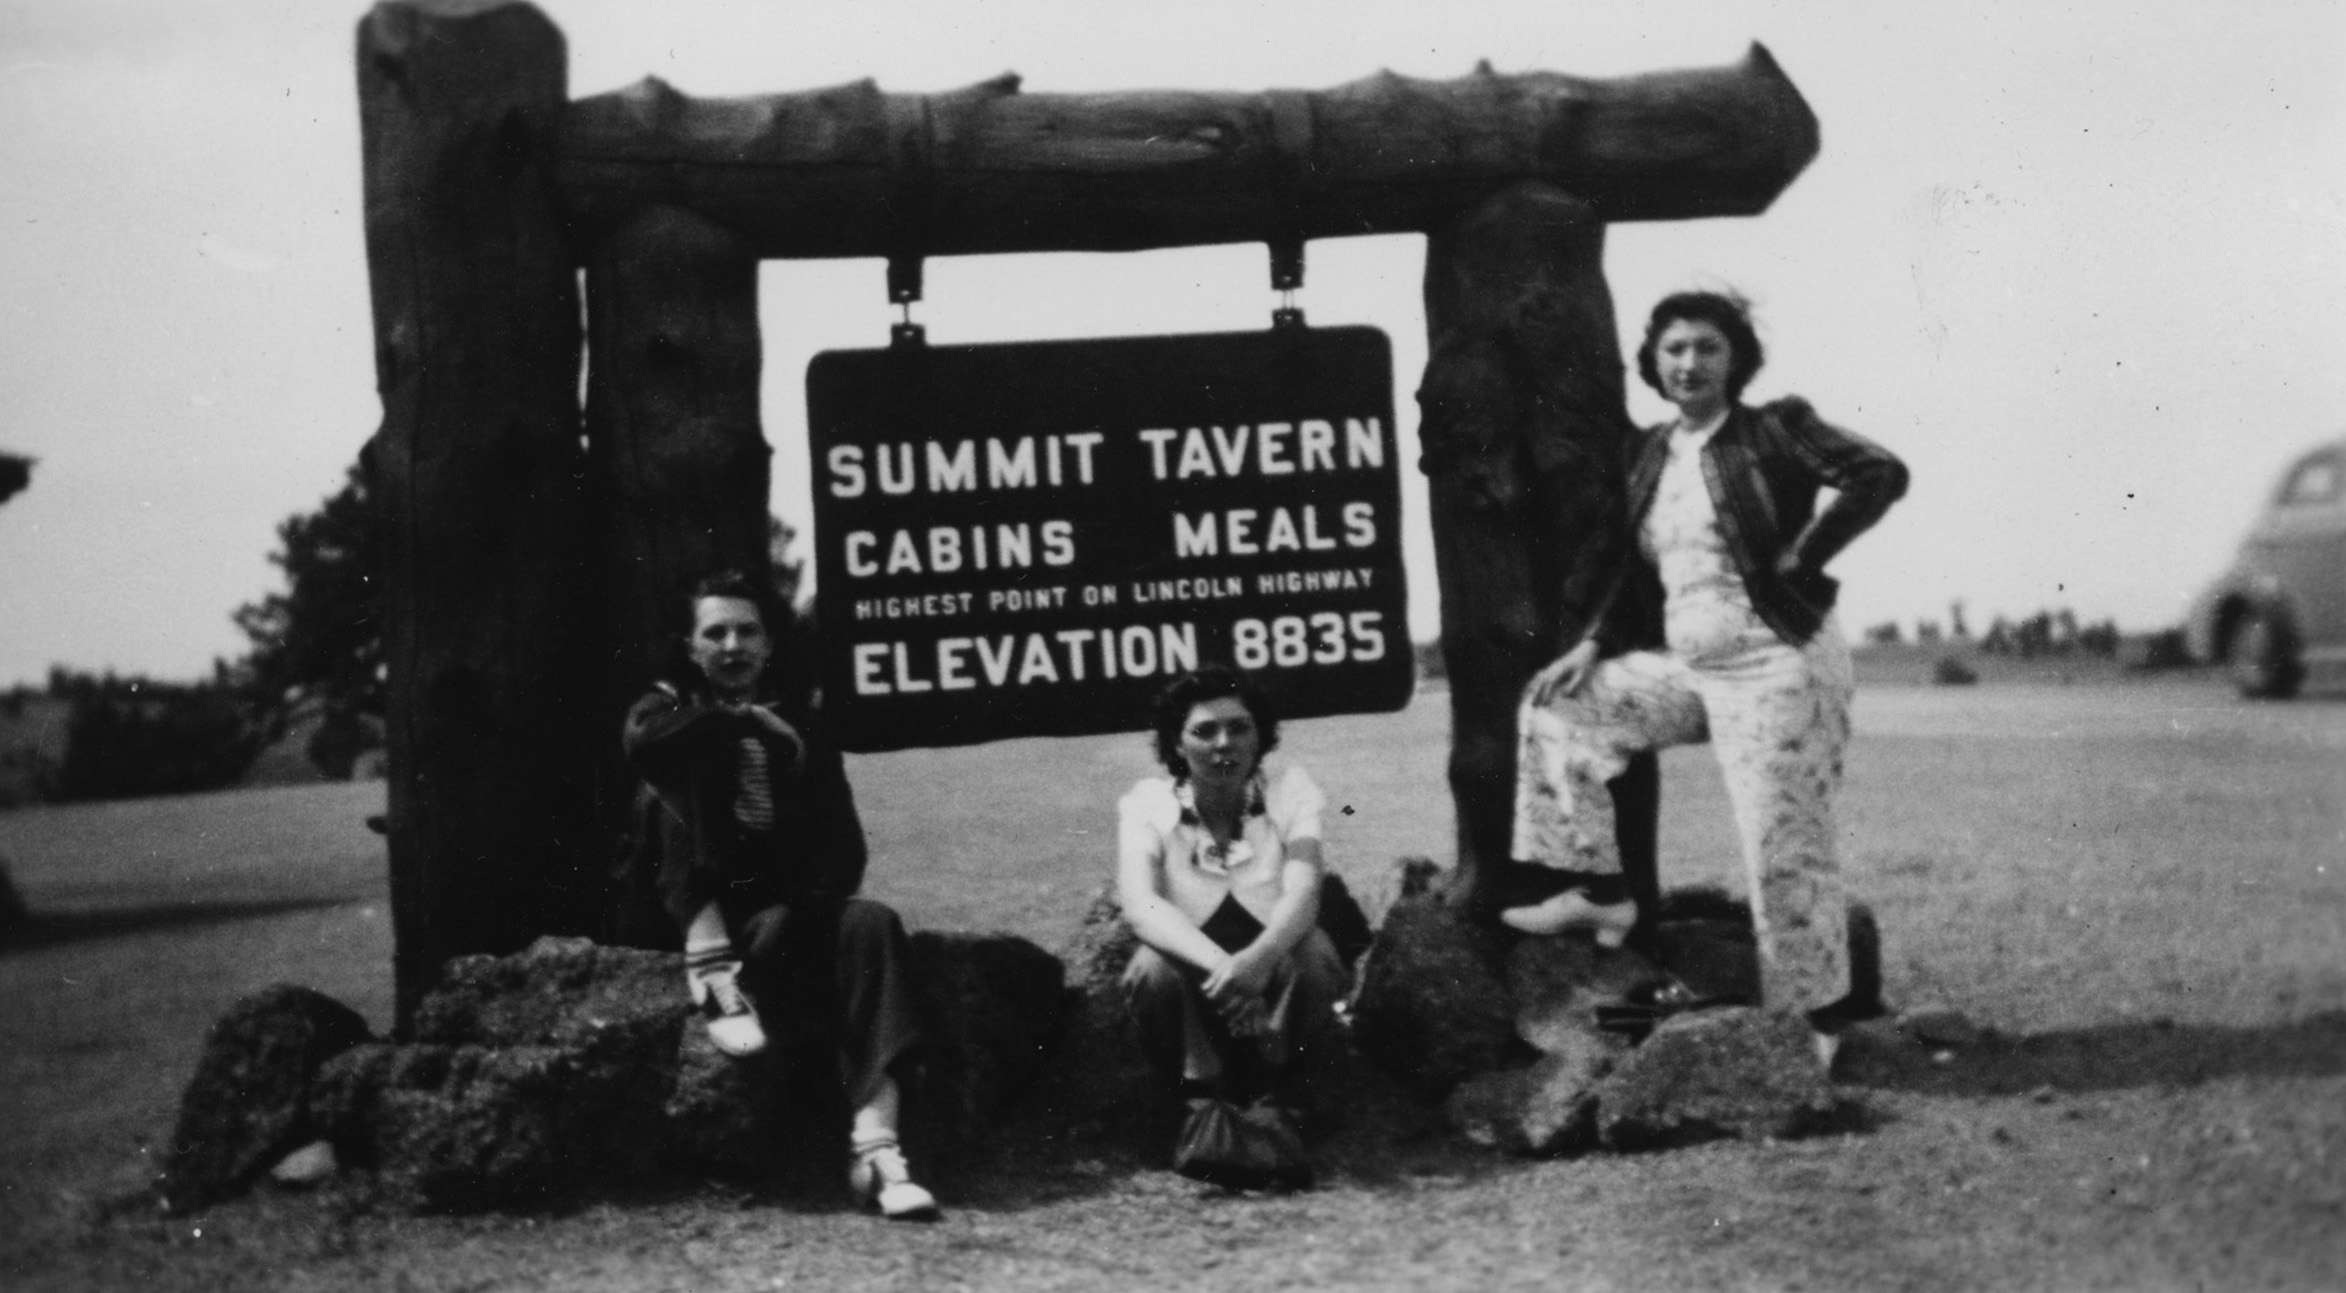 SUMMIT TAVERN
CABINS MEALS
HIGHEST POINT ON LINCOLN HIGHWAY
ELEVATION 8835